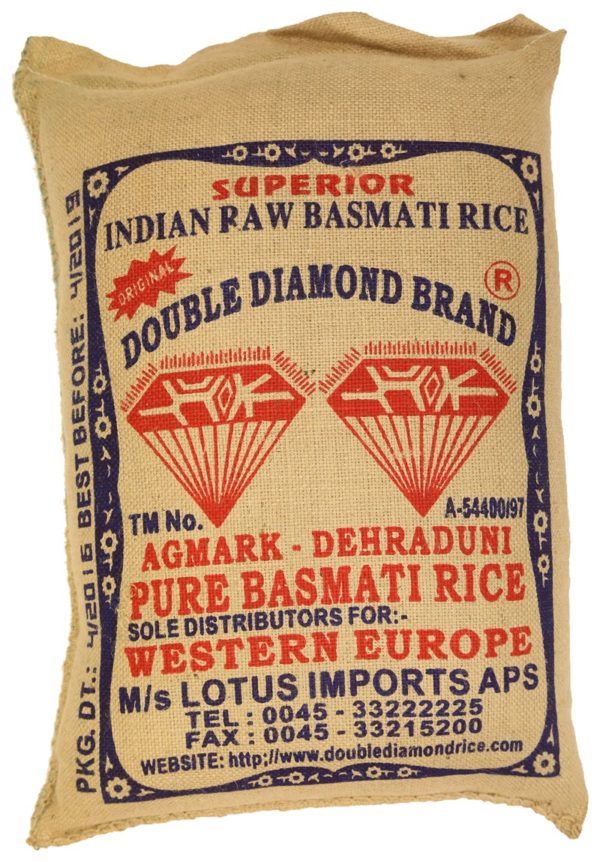 SUPERIOR
INDIAN RAW BASMATI RICE
ORIGINAL
®
DOUBLE DIAMOND BRAND
TM No.
A-54400/97
AGMARK - DEHRADUNI
PURE BASMATI RICE
SOLE DISTRIBUTORS FOR:-
WESTERN EUROPE
M/s LOTUS IMPORTS APS
TEL : 0045 - 33222225
FAX : 0045 - 33215200
WEBSITE: http;//www.doublediamondrice.com
PKG. DT.: 4/2016 BEST BEFORE: 4/2019